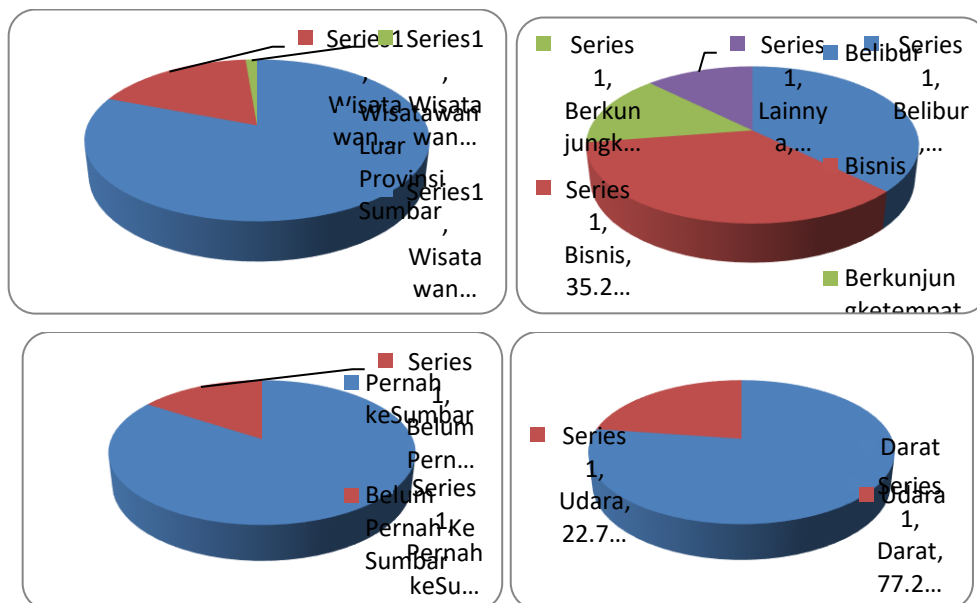 Series1
,
Wisata
wan…
Series1
,
Wisata
wan…
Wisatawan
Luar
Provinsi
Sumbar
Series1
,
Wisata
wan…
Series
1,
Berkun
jungk…
Series
1,
Lainny
a,…
Belibur
Series
1,
Belibur
,…
Series
1,
Bisnis,
35.2…
Bisnis
Berkunjun
gketempat
Series
1,
Belum
Pern…
Pernah
keSumbar
Belum
Pernah Ke
Sumbar
Series
1,
Pernah
keSu…
Series
1,
Udara,
22.7…
Darat
Udara
Series
1,
Darat,
77.2…